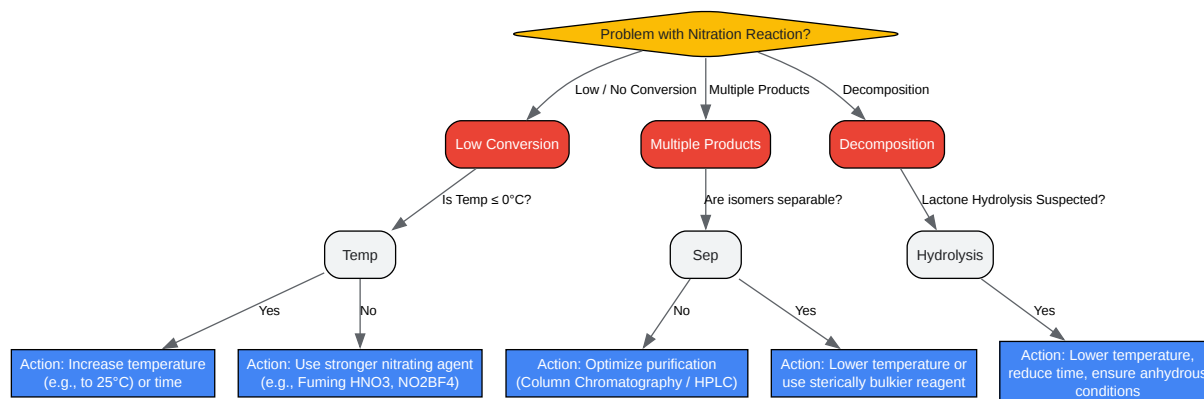 Problem with Nitration Reaction?
Low / No Conversion
Multiple Products
Decomposition
Low Conversion
Multiple Products
Decomposition
Is Temp ≤ 0°C?
Are isomers separable?
Lactone Hydrolysis Suspected?
Temp
Sep
Hydrolysis
Yes
No
No
Yes
Yes
Action: Increase temperature
(e.g., to 25°C) or time
Action: Use stronger nitrating agent
(e.g., Fuming HNO3, NO2BF4)
Action: Optimize purification
(Column Chromatography / HPLC)
Action: Lower temperature or
use sterically bulkier reagent
Action: Lower temperature,
reduce time, ensure anhydrous
conditions